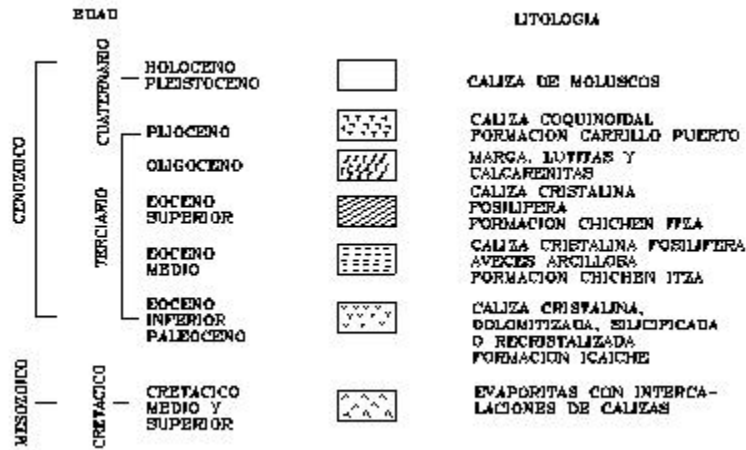 EDAD
LITOLOGIA
CENOZOICO
CUATERNARIO
HOLOCENO
PLEISTOCENO
CALIZA DE MOLUSCOS
TERCIARIO
PLIOCENO
CALIZA COQUINOIDAL
FORMACION CARRILLO PUERTO
OLIGOCENO
MARGA, LUTITAS Y
CALCARENITAS
EOCENO
SUPERIOR
CALIZA CRISTALINA
FOSILIFERA
FORMACION CHICHEN ITZA
EOCENO
MEDIO
CALIZA CRISTALINA FOSILIFERA
AVECES ARCILLOSA
FORMACION CHICHEN ITZA
EOCENO
INFERIOR
PALEOCENO
CALIZA CRISTALINA,
DOLOMITIZADA, SILICIFICADA
O RECRISTALIZADA
FORMACION ICAICHE
MESOZOICO
CRETACICO
CRETACICO
MEDIO Y
SUPERIOR
EVAPORITAS CON INTERCA-
LACIONES DE CALIZAS